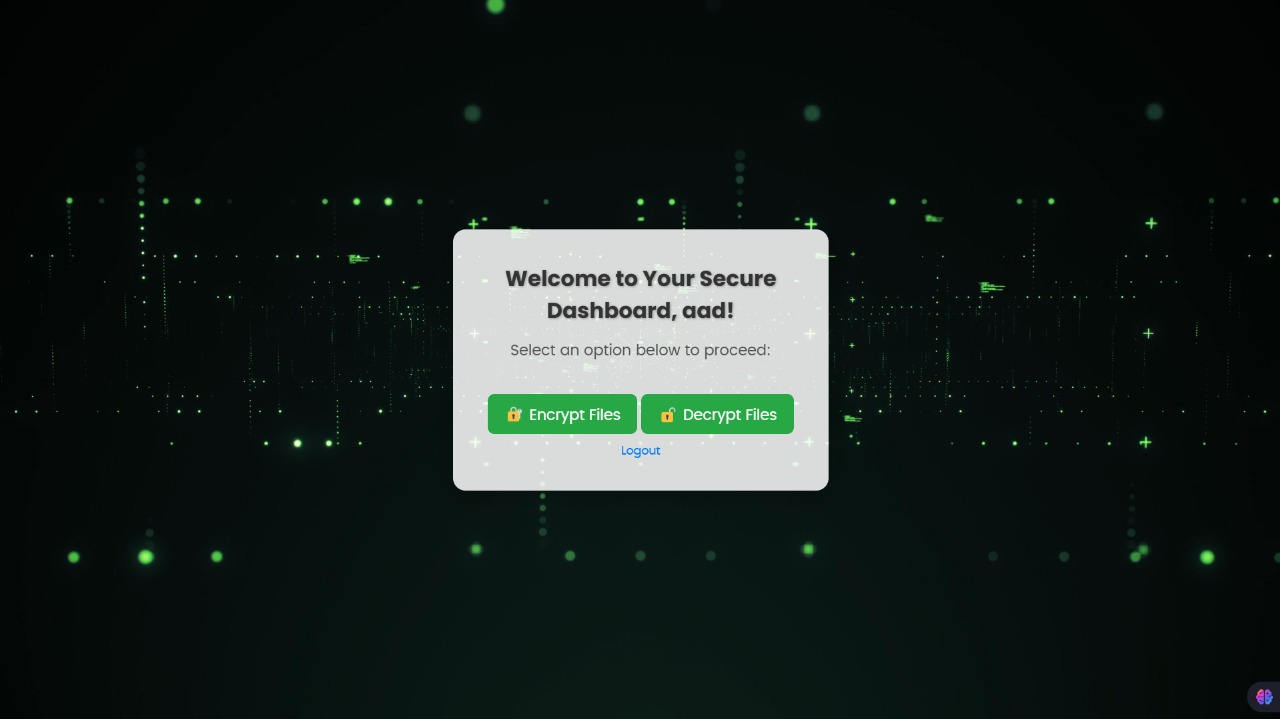 Welcome to Your Secure
Dashboard, aad!
Select an option below to proceed:
🔐 Encrypt Files
🔓 Decrypt Files
Logout